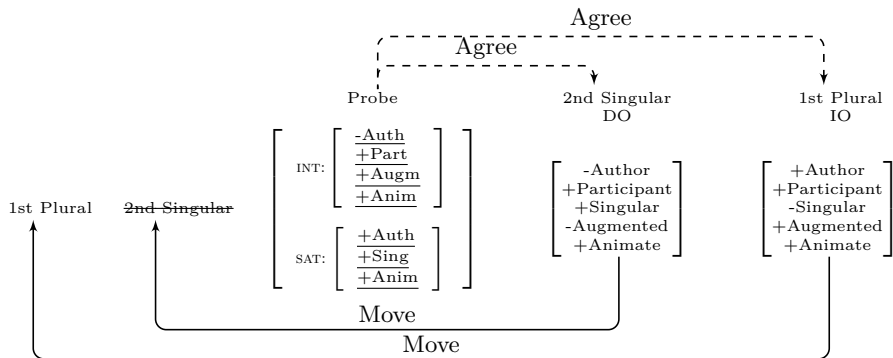 Agree
Agree
Probe
2nd Singular
DO
1st Plural
IO
INT:
-Auth
+Part
+Augm
+Anim
SAT:
+Auth
+Sing
+Anim
-Author
+Participant
+Singular
-Augmented
+Animate
+Author
+Participant
-Singular
+Augmented
+Animate
1st Plural
2nd Singular
Move
Move